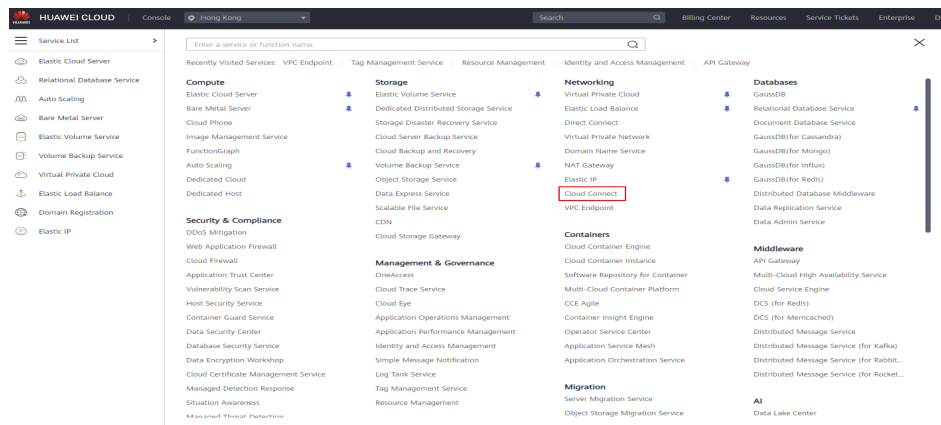 HUAWEI
HUAWEI CLOUD
Console
Hong Kong
Search
Billing Center
Resources
Service Tickets
Enterprise
Service List
Elastic Cloud Server
Relational Database Service
Auto Scaling
Bare Metal Server
Elastic Volume Service
Volume Backup Service
Virtual Private Cloud
Elastic Load Balance
Domain Registration
Elastic IP
Enter a service or function name.
Recently Visited Services: VPC Endpoint | Tag Management Service | Resource Management | Identity and Access Management | API Gateway
Compute
Elastic Cloud Server
Bare Metal Server
Cloud Phone
Image Management Service
FunctionGraph
Auto Scaling
Dedicated Cloud
Dedicated Host
Security & Compliance
DDoS Mitigation
Web Application Firewall
Cloud Firewall
Application Trust Center
Vulnerability Scan Service
Host Security Service
Container Guard Service
Data Security Center
Database Security Service
Data Encryption Workshop
Cloud Certificate Management Service
Managed Detection Response
Situation Awareness
Managed Threat Detection
Storage
Elastic Volume Service
Dedicated Distributed Storage Service
Storage Disaster Recovery Service
Cloud Server Backup Service
Cloud Backup and Recovery
Volume Backup Service
Object Storage Service
Data Express Service
Scalable File Service
CDN
Cloud Storage Gateway
Management & Governance
OneAccess
Cloud Trace Service
Cloud Eye
Application Operations Management
Application Performance Management
Identity and Access Management
Simple Message Notification
Log Tank Service
Tag Management Service
Resource Management
Networking
Virtual Private Cloud
Elastic Load Balance
Direct Connect
Virtual Private Network
Domain Name Service
NAT Gateway
Elastic IP
Cloud Connect
VPC Endpoint
Containers
Cloud Container Engine
Cloud Container Instance
Software Repository for Container
Multi-Cloud Container Platform
CCE Agile
Container Insight Engine
Operator Service Center
Application Service Mesh
Application Orchestration Service
Migration
Server Migration Service
Object Storage Migration Service
Databases
GaussDB
Relational Database Service
Document Database Service
GaussDB(for Cassandra)
GaussDB(for Mongo)
GaussDB(for Influx)
GaussDB(for Redis)
Distributed Database Middleware
Data Replication Service
Data Admin Service
Middleware
API Gateway
Multi-Cloud High Availability Service
Cloud Service Engine
DCS (for Redis)
DCS (for Memcached)
Distributed Message Service
Distributed Message Service (for Kafka)
Distributed Message Service (for Rabbit...
Distributed Message Service (for Rocket...
AI
Data Lake Center